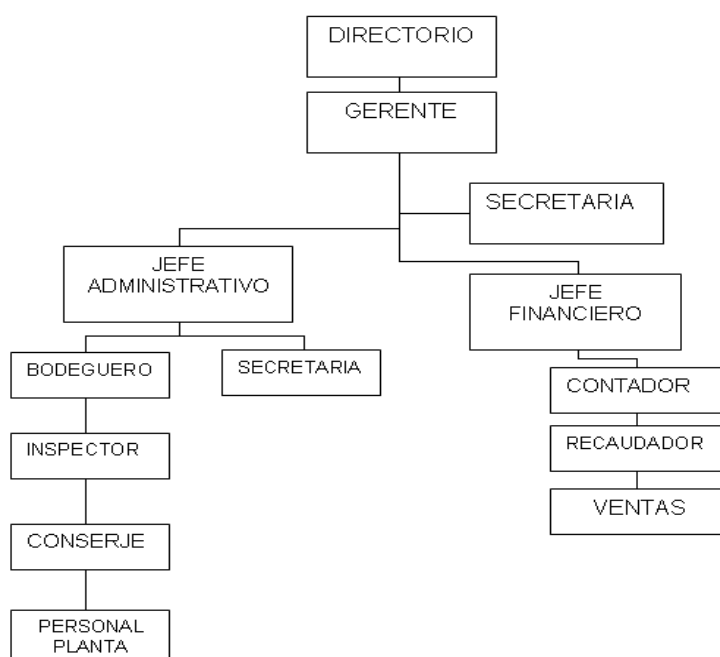 DIRECTORIO
GERENTE
SECRETARIA
JEFE
ADMINISTRATIVO
JEFE
FINANCIERO
BODEGUERO
SECRETARIA
CONTADOR
INSPECTOR
RECAUDADOR
VENTAS
CONSERJE
PERSONAL
PLANTA